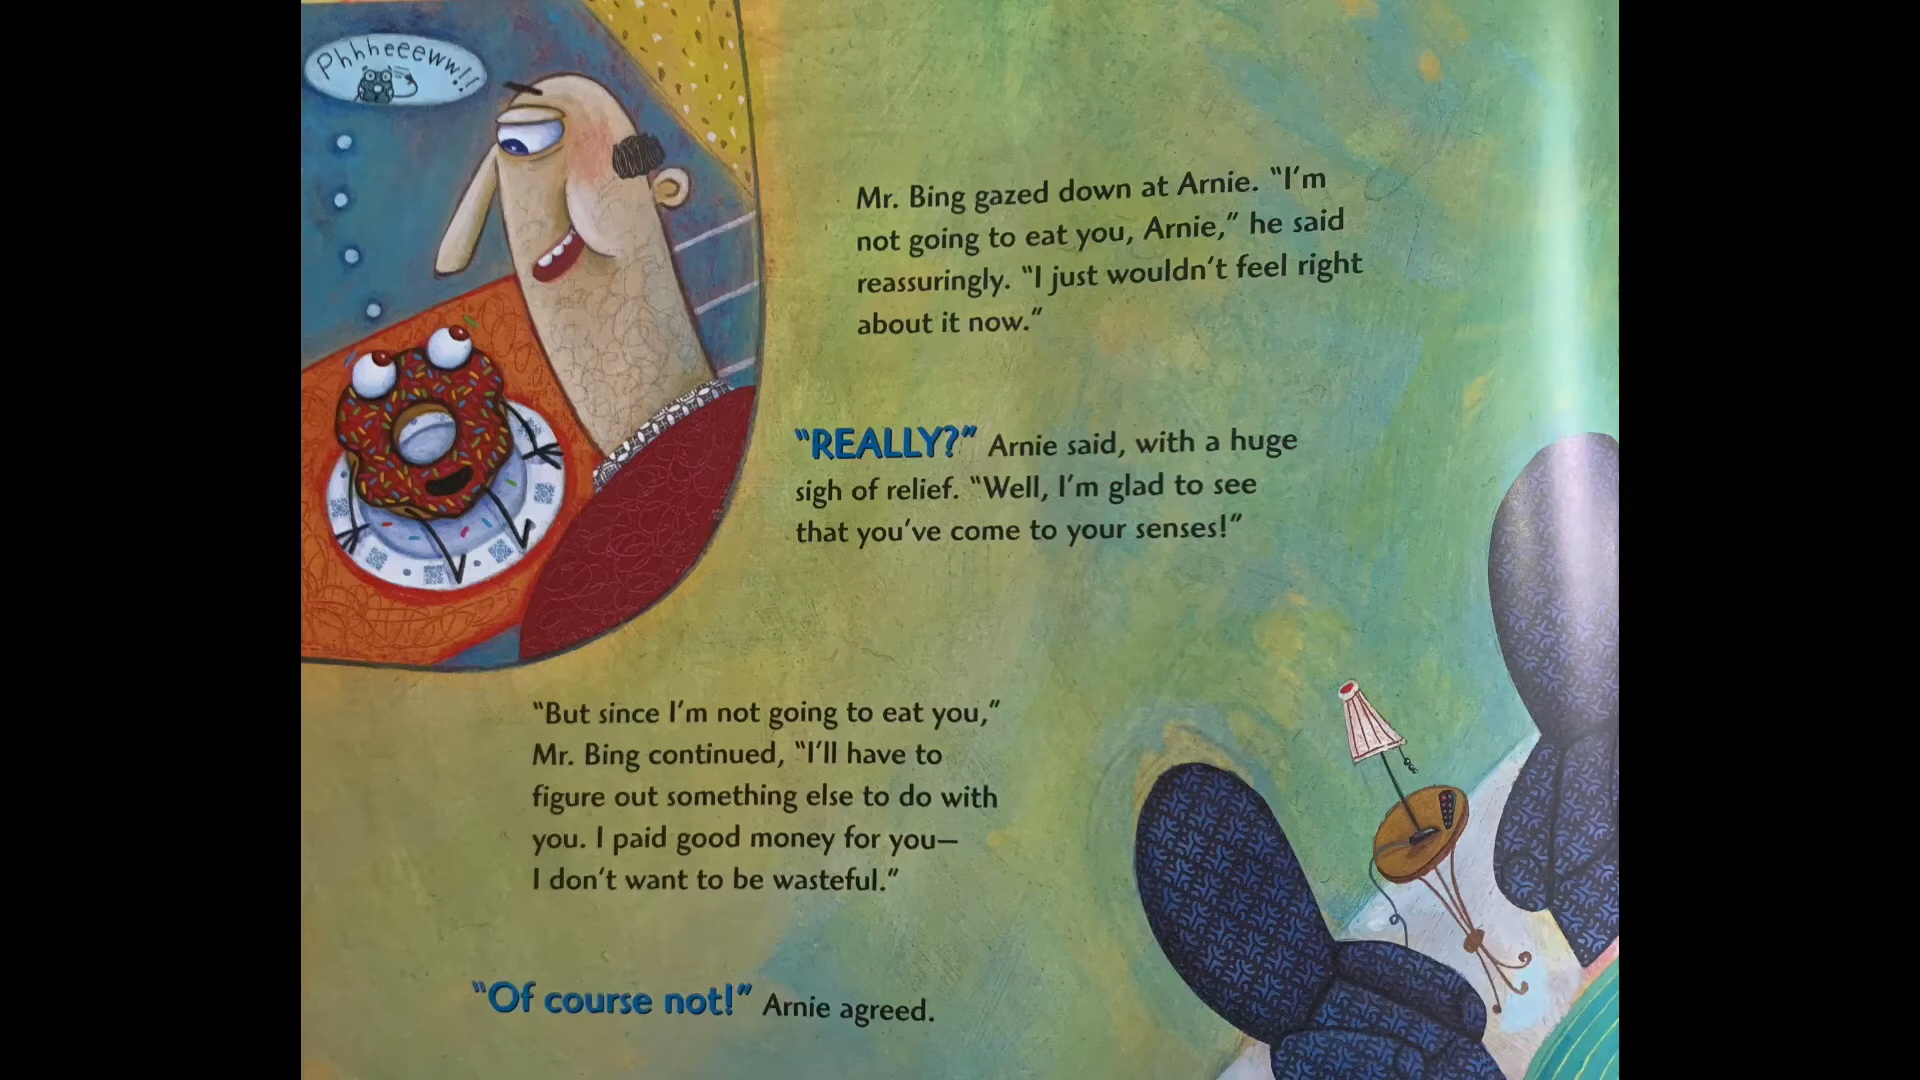 Phhheeeww!!
Mr. Bing gazed down at Arnie. “I’m
not going to eat you, Arnie,” he said
reassuringly. “I just wouldn’t feel right
about it now.”
“REALLY?” Arnie said, with a huge
sigh of relief. “Well, I’m glad to see
that you’ve come to your senses!”
“But since I’m not going to eat you,”
Mr. Bing continued, “I’ll have to
figure out something else to do with
you. I paid good money for you—
I don’t want to be wasteful.”
“Of course not!” Arnie agreed.